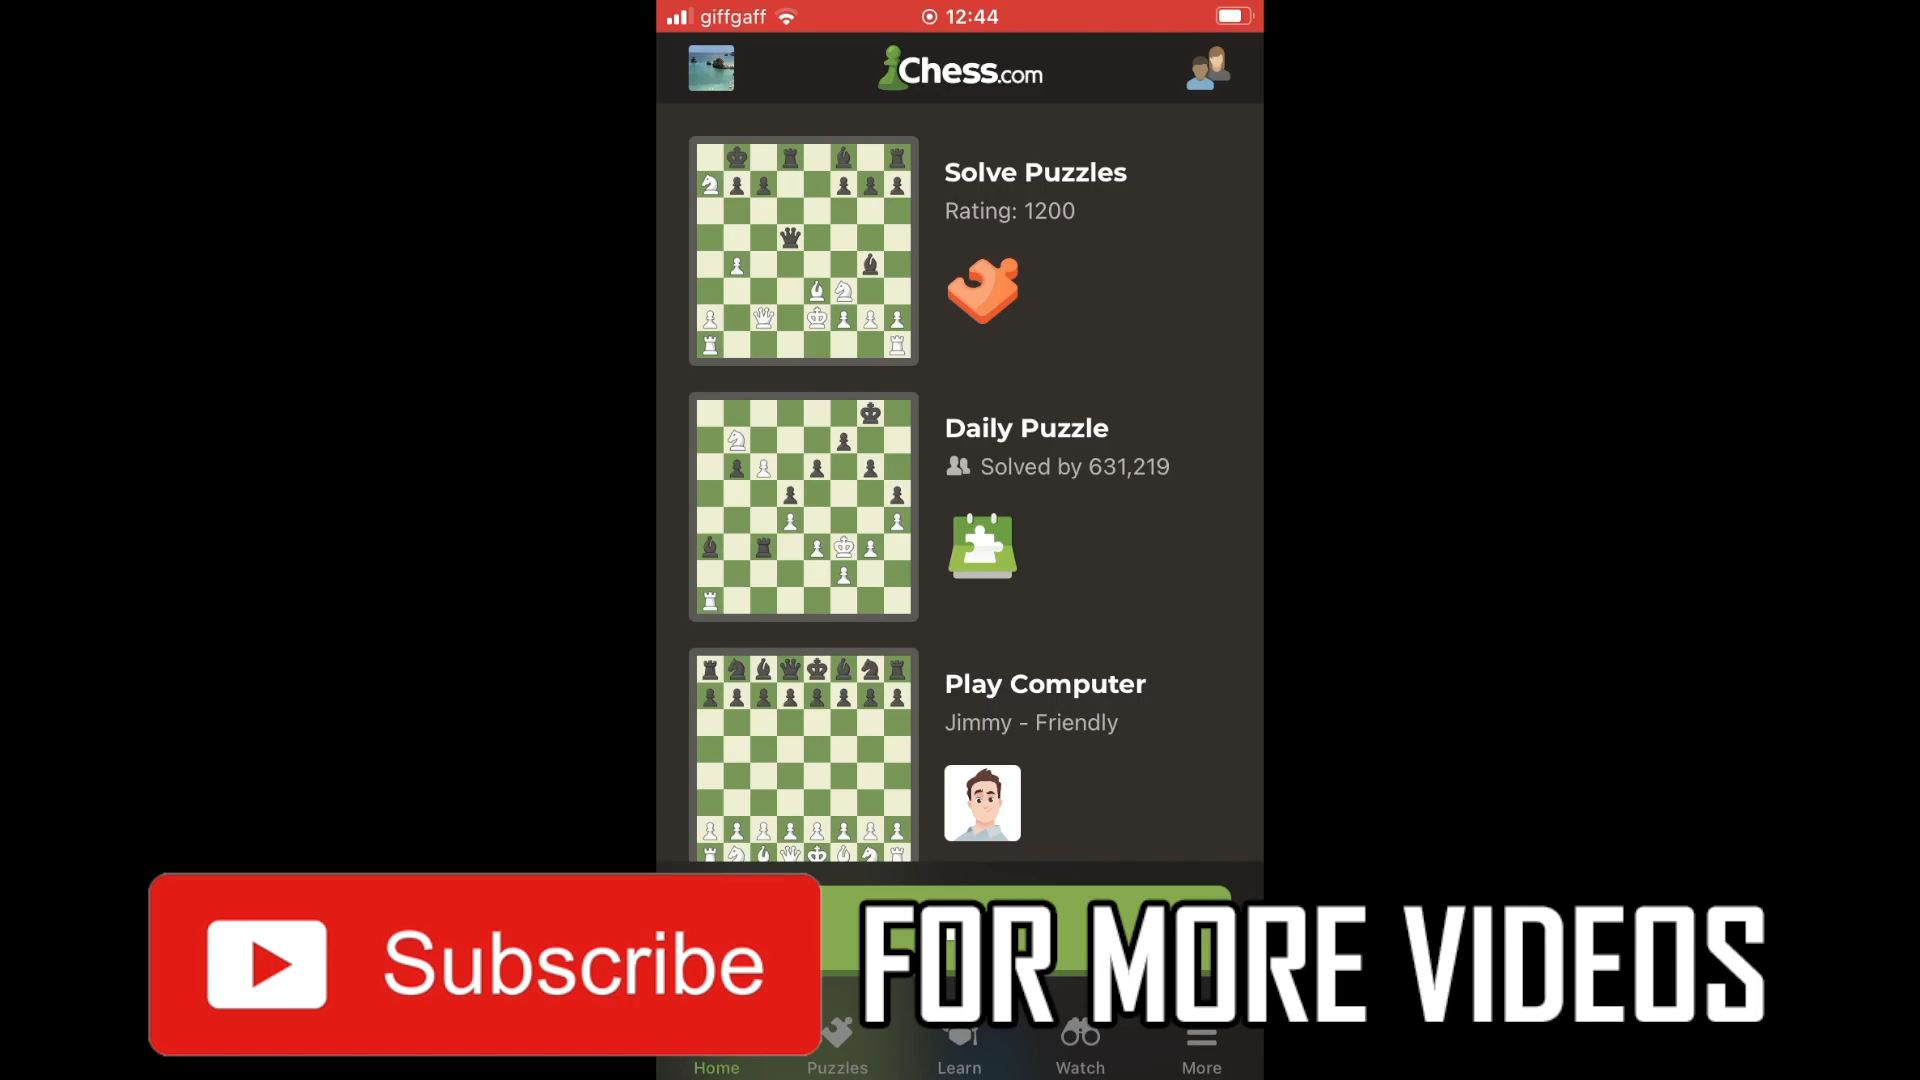 giffgaff
12:44
Chess.com
Solve Puzzles
Rating: 1200
Daily Puzzle
Solved by 631,219
Play Computer
Jimmy - Friendly
Subscribe
FOR MORE VIDEOS
Home
Puzzles
Learn
Watch
More